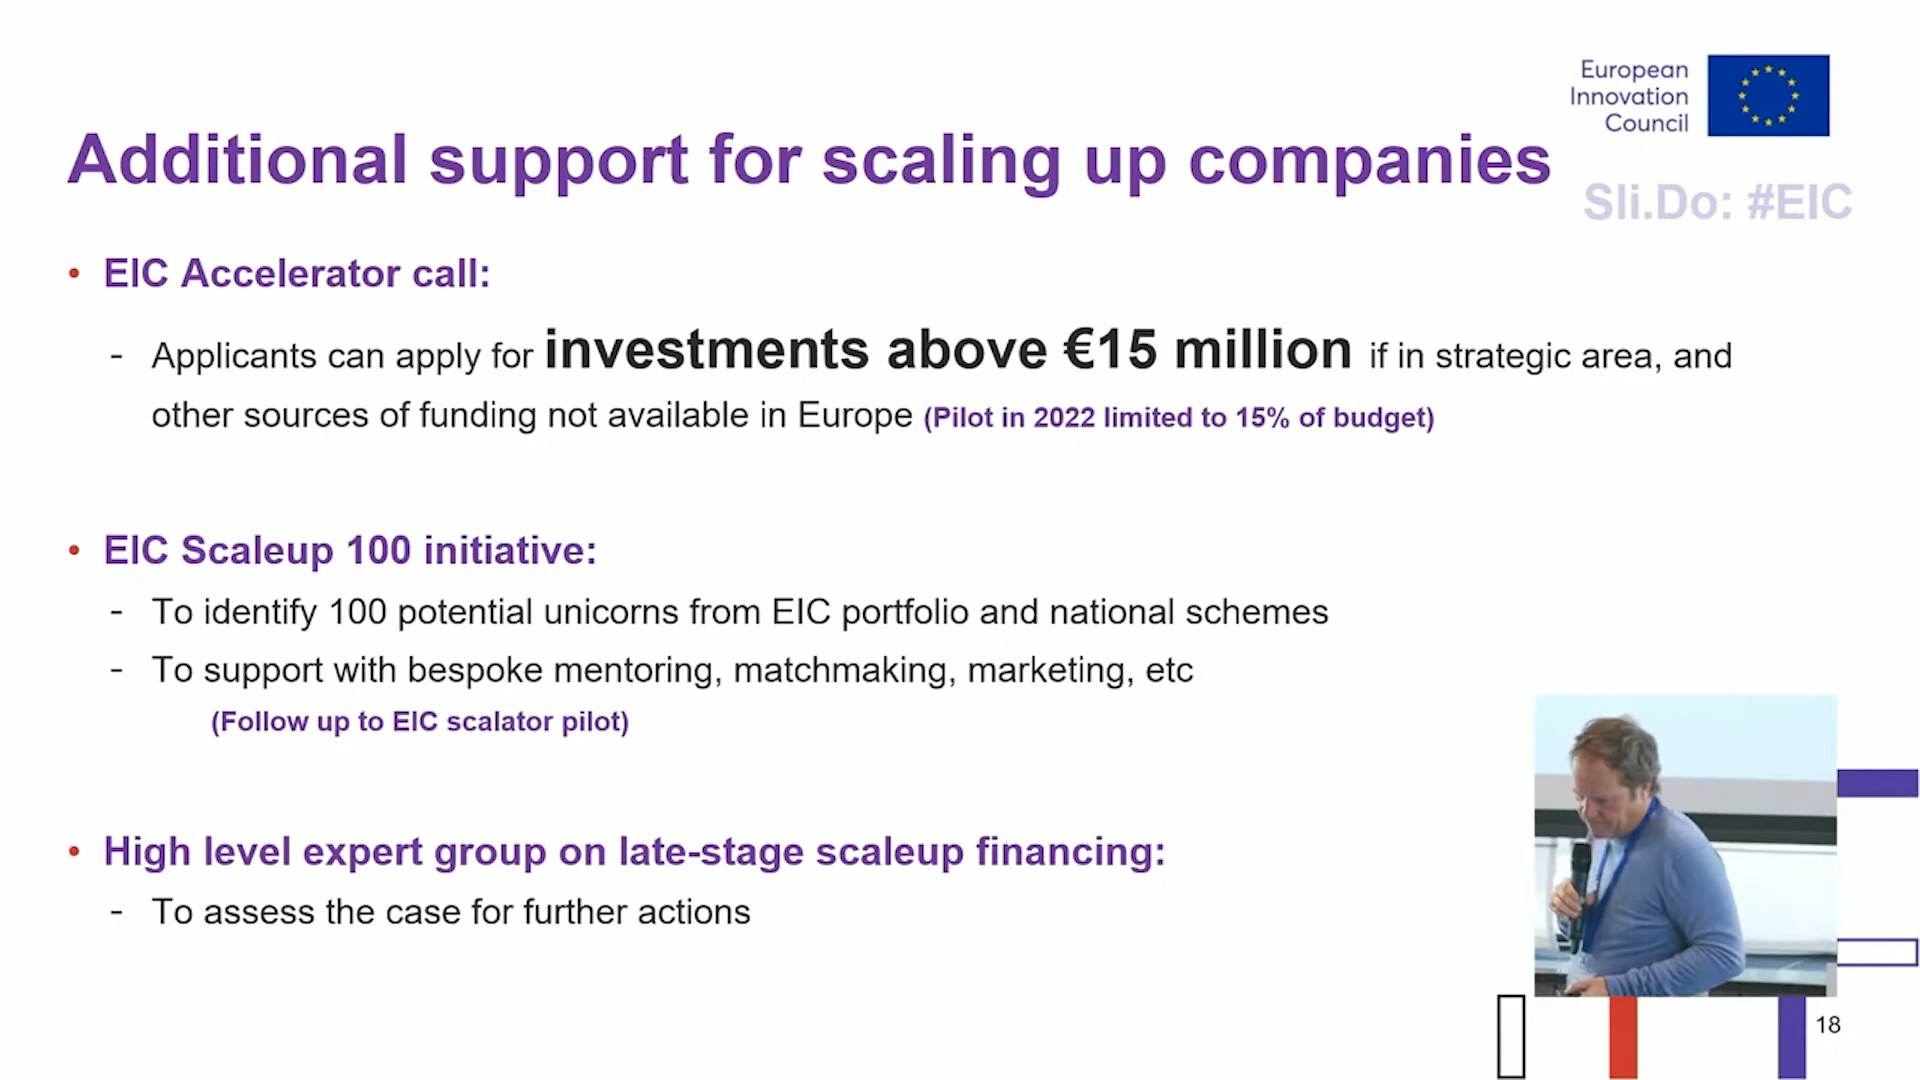 European
Innovation
Council
Additional support for scaling up companies
Sli.Do: #EIC
• EIC Accelerator call:
- Applicants can apply for investments above €15 million if in strategic area, and
other sources of funding not available in Europe (Pilot in 2022 limited to 15% of budget)
• EIC Scaleup 100 initiative:
- To identify 100 potential unicorns from EIC portfolio and national schemes
- To support with bespoke mentoring, matchmaking, marketing, etc
(Follow up to EIC scalator pilot)
• High level expert group on late-stage scaleup financing:
- To assess the case for further actions
18